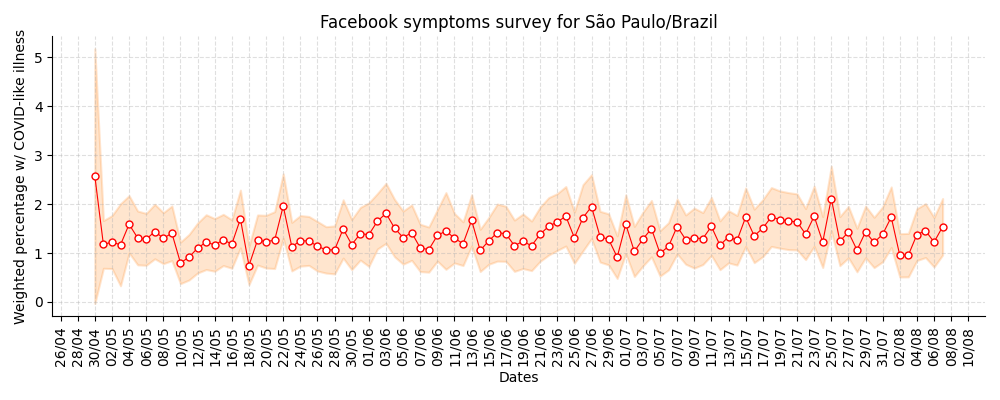 Facebook symptoms survey for São Paulo/Brazil
Weighted percentage w/ COVID-like illness
5
4
3
2
1
0
26/04 28/04 30/04 02/05 04/05 06/05 08/05 10/05 12/05 14/05 16/05 18/05 20/05 22/05 24/05 26/05 28/05 30/05 01/06 03/06 05/06 07/06 09/06 11/06 13/06 15/06 17/06 19/06 21/06 23/06 25/06 27/06 29/06 01/07 03/07 05/07 07/07 09/07 11/07 13/07 15/07 17/07 19/07 21/07 23/07 25/07 27/07 29/07 31/07 02/08 04/08 06/08 08/08 10/08
Dates